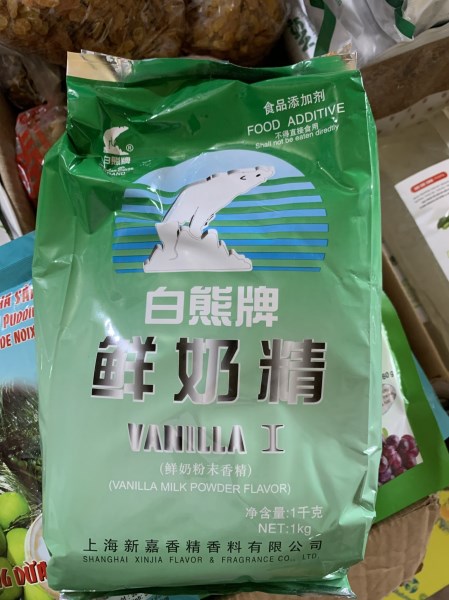 食品添加剂
FOOD ADDITIVE
不得直接食用
Shall not be eaten directly
白熊牌
®
白熊牌
鲜奶精
VANILLA I
(鲜奶粉末香精)
(VANILLA MILK POWDER FLAVOR)
净含量:1千克
NET:1kg
上海新嘉香精香料有限公司
SHANGHAI XINJIA FLAVOR & FRAGRANCE CO., LTD.
PUDDI
DE NOIX